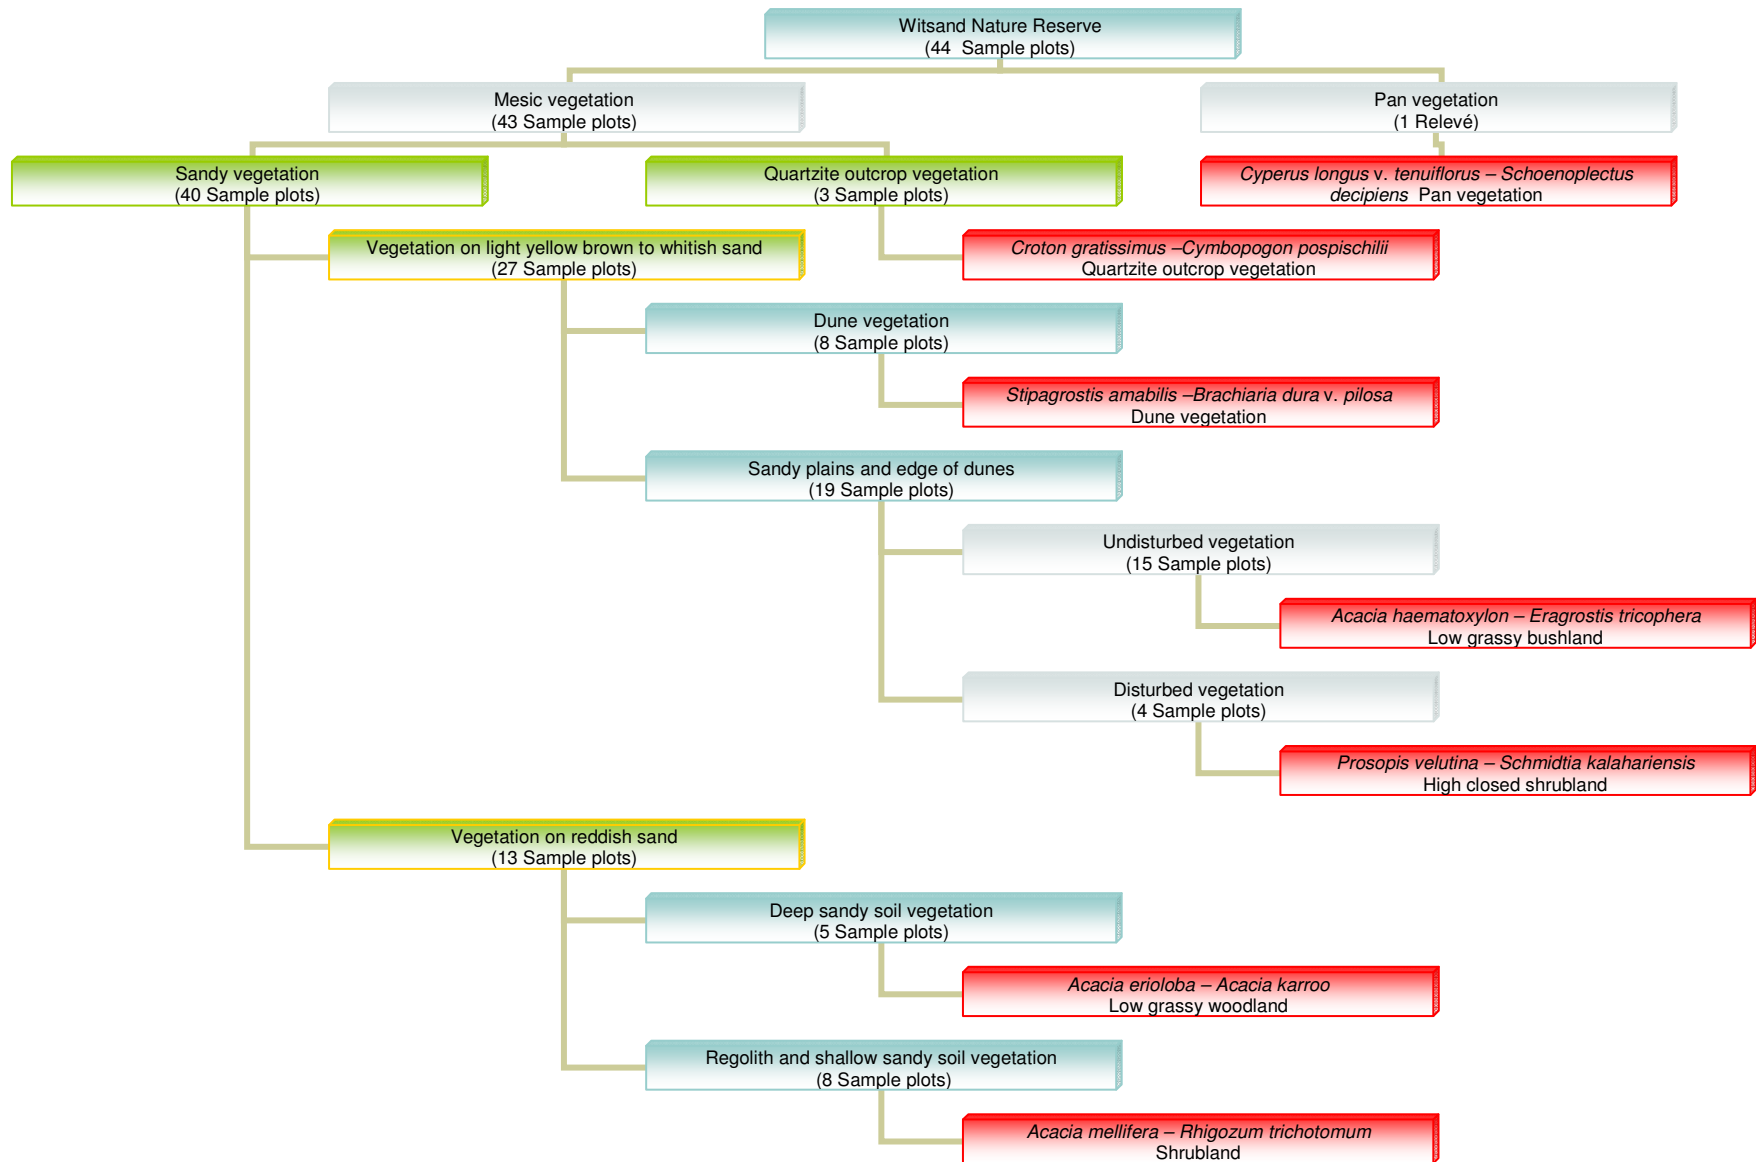 Witsand Nature Reserve
(44 Sample plots)
Mesic vegetation
(43 Sample plots)
Pan vegetation
(1 Relevé)
Sandy vegetation
(40 Sample plots)
Quartzite outcrop vegetation
(3 Sample plots)
Cyperus longus v. tenuiflorus – Schoenoplectus
decipiens Pan vegetation
Vegetation on light yellow brown to whitish sand
(27 Sample plots)
Croton gratissimus –Cymbopogon pospischilii
Quartzite outcrop vegetation
Dune vegetation
(8 Sample plots)
Stipagrostis amabilis –Brachiaria dura v. pilosa
Dune vegetation
Sandy plains and edge of dunes
(19 Sample plots)
Undisturbed vegetation
(15 Sample plots)
Acacia haematoxylon – Eragrostis tricophera
Low grassy bushland
Disturbed vegetation
(4 Sample plots)
Prosopis velutina – Schmidtia kalahariensis
High closed shrubland
Vegetation on reddish sand
(13 Sample plots)
Deep sandy soil vegetation
(5 Sample plots)
Acacia erioloba – Acacia karroo
Low grassy woodland
Regolith and shallow sandy soil vegetation
(8 Sample plots)
Acacia mellifera – Rhigozum trichotomum
Shrubland